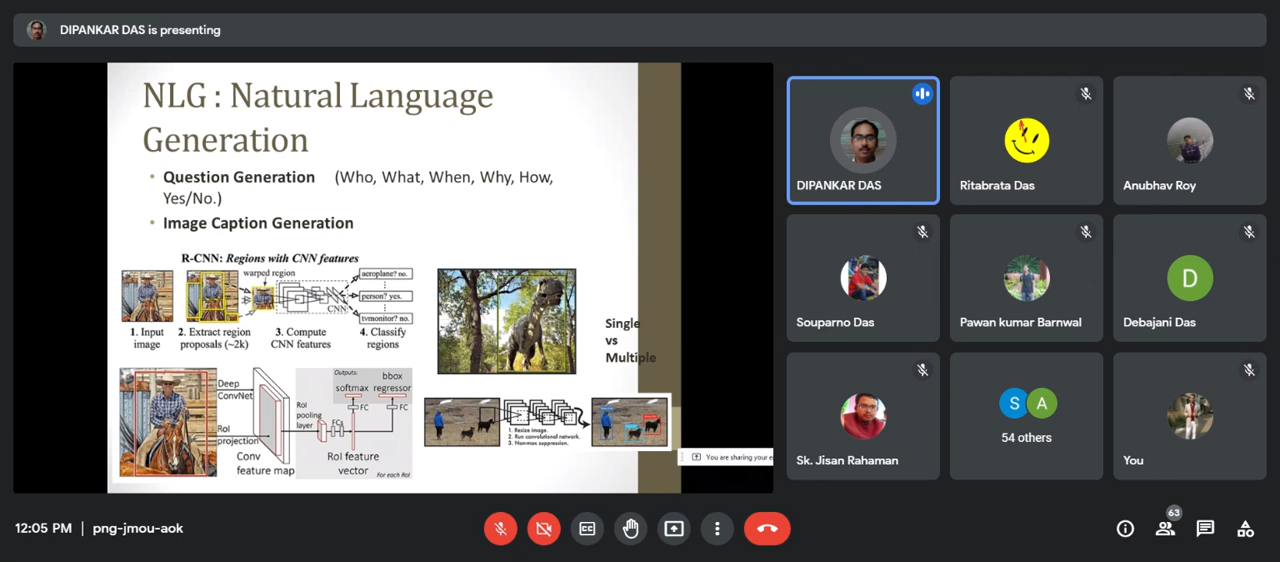 DIPANKAR DAS is presenting
NLG : Natural Language
Generation
• Question Generation (Who, What, When, Why, How,
Yes/No.)
• Image Caption Generation
R-CNN: Regions with CNN features
warped region
aeroplane? no.
person? yes.
CNN
tvmonitor? no.
1. Input
image
2. Extract region
proposals (~2k)
3. Compute
CNN features
4. Classify
regions
Single
vs
Multiple
Deep
ConvNet
RoI
projection
Conv
feature map
RoI
pooling
layer
FCs
RoI feature
vector
Outputs:
softmax
bbox
regressor
FC
FC
For each RoI
1. Resize image.
2. Run convolutional network.
3. Non-max suppression.
You are sharing your e
DIPANKAR DAS
Ritabrata Das
Anubhav Roy
Souparno Das
Pawan kumar Barnwal
D
Debajani Das
Sk. Jisan Rahaman
S A
54 others
You
12:05 PM | png-jmou-aok
63